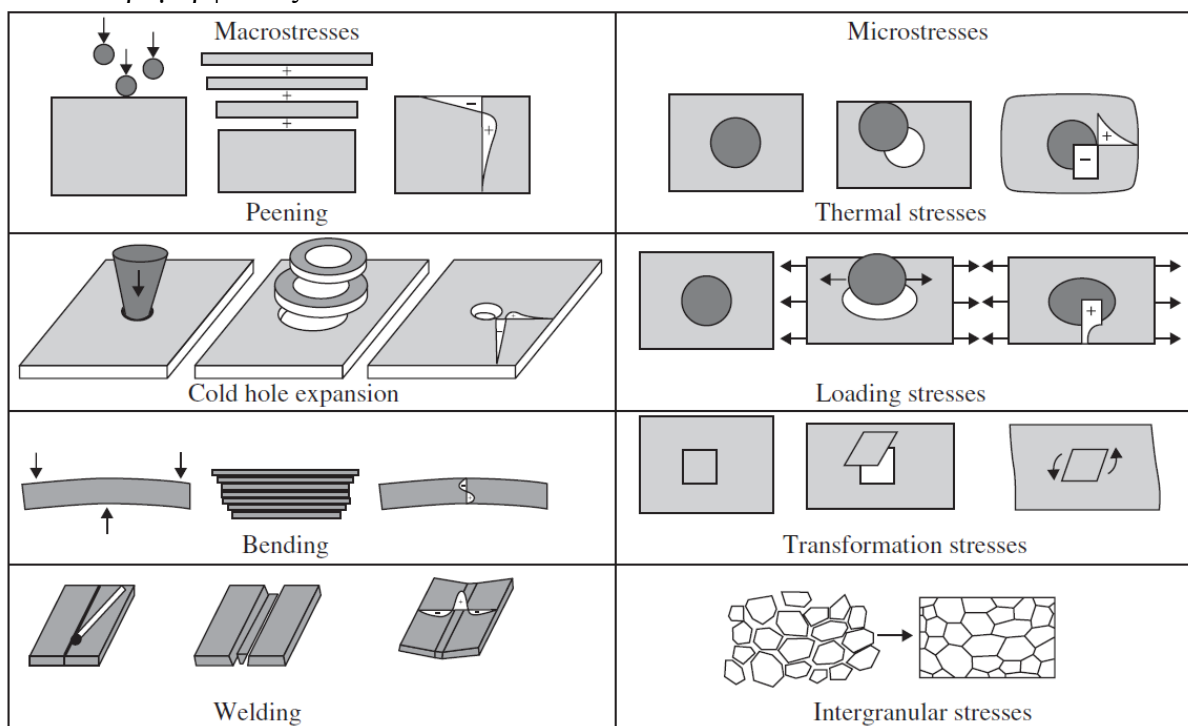 Macrostresses
Microstresses
+
+
+
−
+
−
+
Peening
Thermal stresses
−
+
+
Cold hole expansion
Loading stresses
−
+
Bending
Transformation stresses
+
−
−
Welding
Intergranular stresses